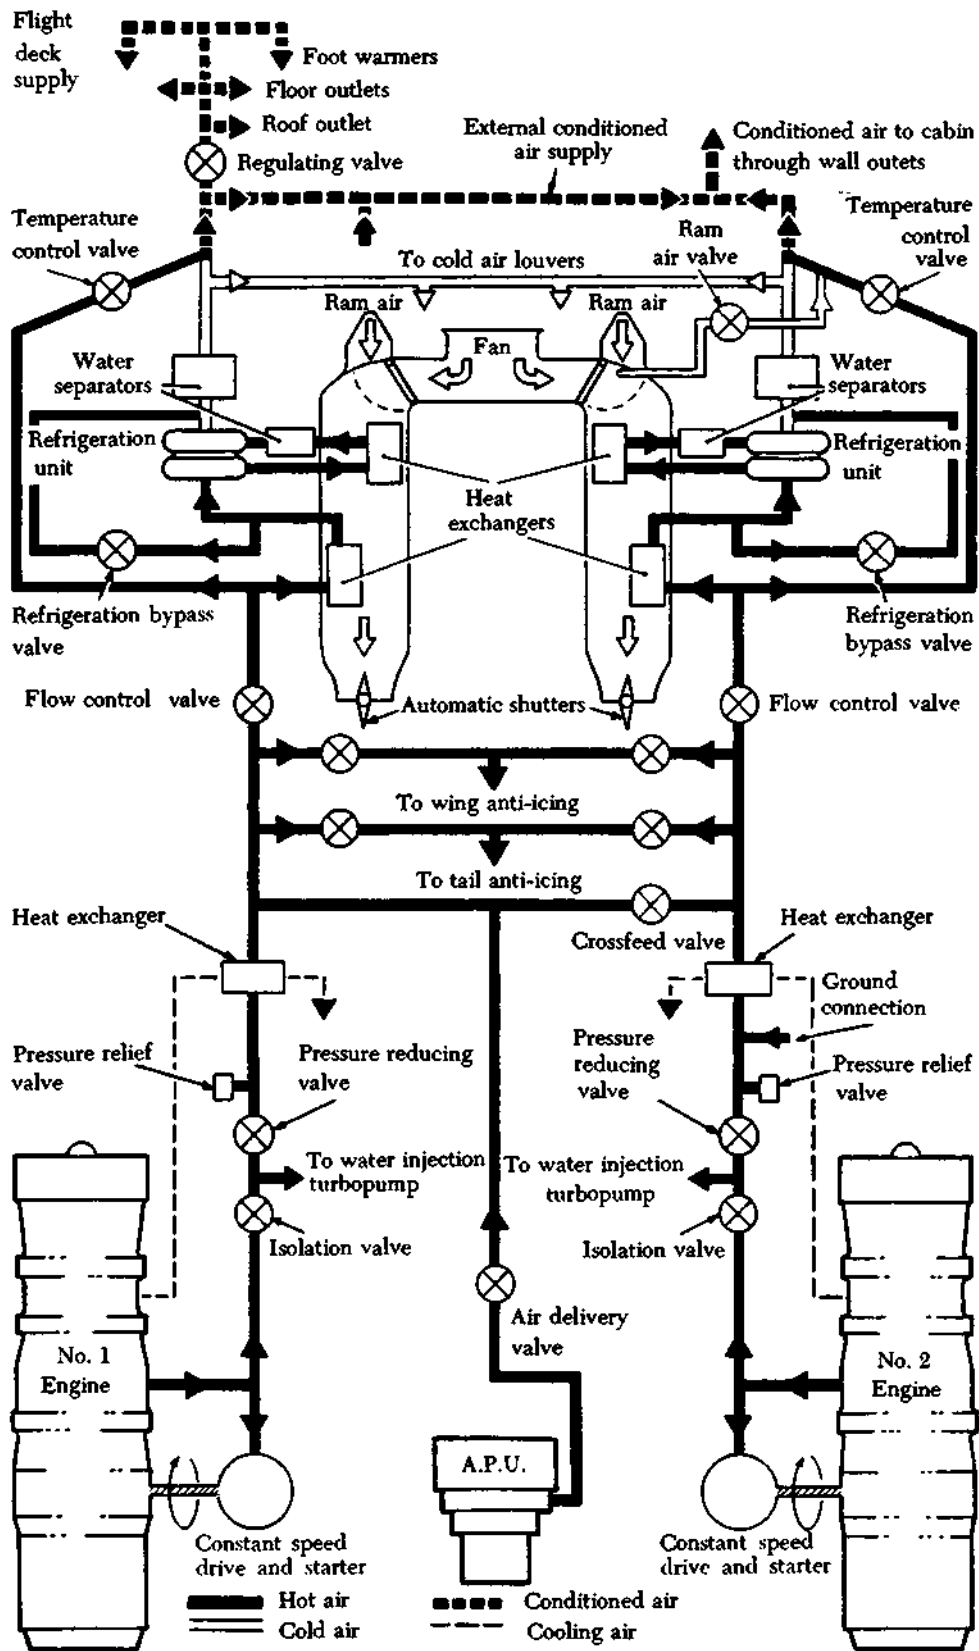 Flight
deck
supply
Foot warmers
Floor outlets
Roof outlet
Regulating valve
External conditioned
air supply
Conditioned air to cabin
through wall outets
Temperature
control valve
To cold air louvers
Ram
air valve
Temperature
control
valve
Ram air
Ram air
Fan
Water
separators
Water
separators
Refrigeration
unit
Refrigeration
unit
Heat
exchangers
Refrigeration bypass
valve
Refrigeration
bypass valve
Flow control valve
Automatic shutters
Flow control valve
To wing anti-icing
To tail anti-icing
Heat exchanger
Crossfeed valve
Heat exchanger
Ground
connection
Pressure relief
valve
Pressure reducing
valve
Pressure
reducing
valve
Pressure relief
valve
To water injection
turbopump
To water injection
turbopump
Isolation valve
Isolation valve
Air delivery
valve
No. 1
Engine
No. 2
Engine
A.P.U.
Constant speed
drive and starter
Constant speed
drive and starter
Hot air
Cold air
Conditioned air
Cooling air